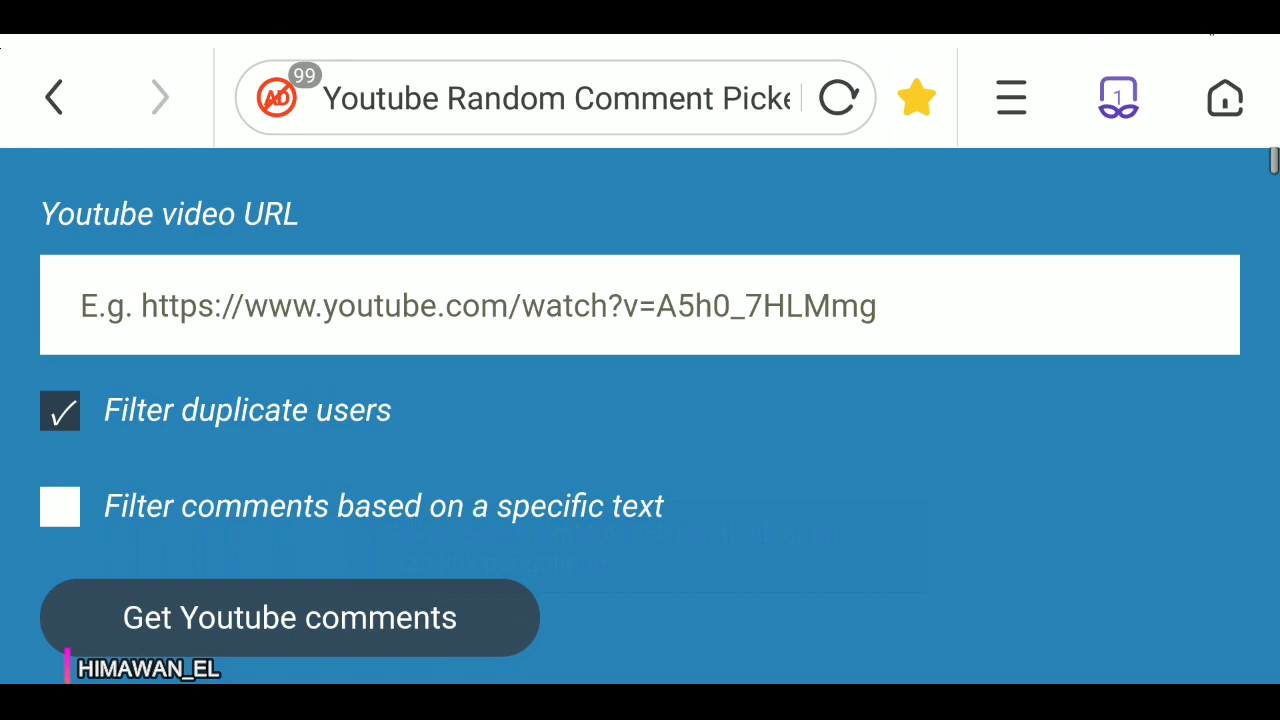 99
AD
Youtube Random Comment Picke
1
Youtube video URL
E.g. https://www.youtube.com/watch?v=A5h0_7HLMmg
Filter duplicate users
Filter comments based on a specific text
Get Youtube comments
HIMAWAN_EL